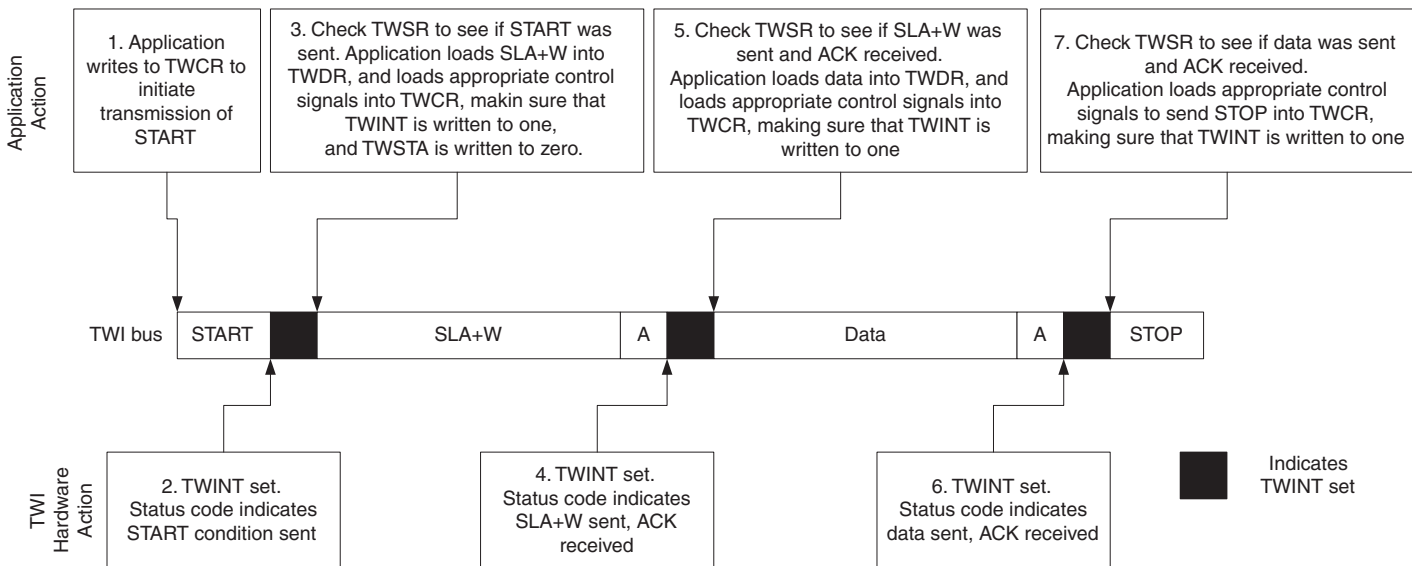 Application
Action
1. Application
writes to TWCR to
initiate
transmission of
START
3. Check TWSR to see if START was
sent. Application loads SLA+W into
TWDR, and loads appropriate control
signals into TWCR, makin sure that
TWINT is written to one,
and TWSTA is written to zero.
5. Check TWSR to see if SLA+W was
sent and ACK received.
Application loads data into TWDR, and
loads appropriate control signals into
TWCR, making sure that TWINT is
written to one
7. Check TWSR to see if data was sent
and ACK received.
Application loads appropriate control
signals to send STOP into TWCR,
making sure that TWINT is written to one
TWI bus
START
SLA+W
A
Data
A
STOP
TWI
Hardware
Action
2. TWINT set.
Status code indicates
START condition sent
4. TWINT set.
Status code indicates
SLA+W sent, ACK
received
6. TWINT set.
Status code indicates
data sent, ACK received
Indicates
TWINT set